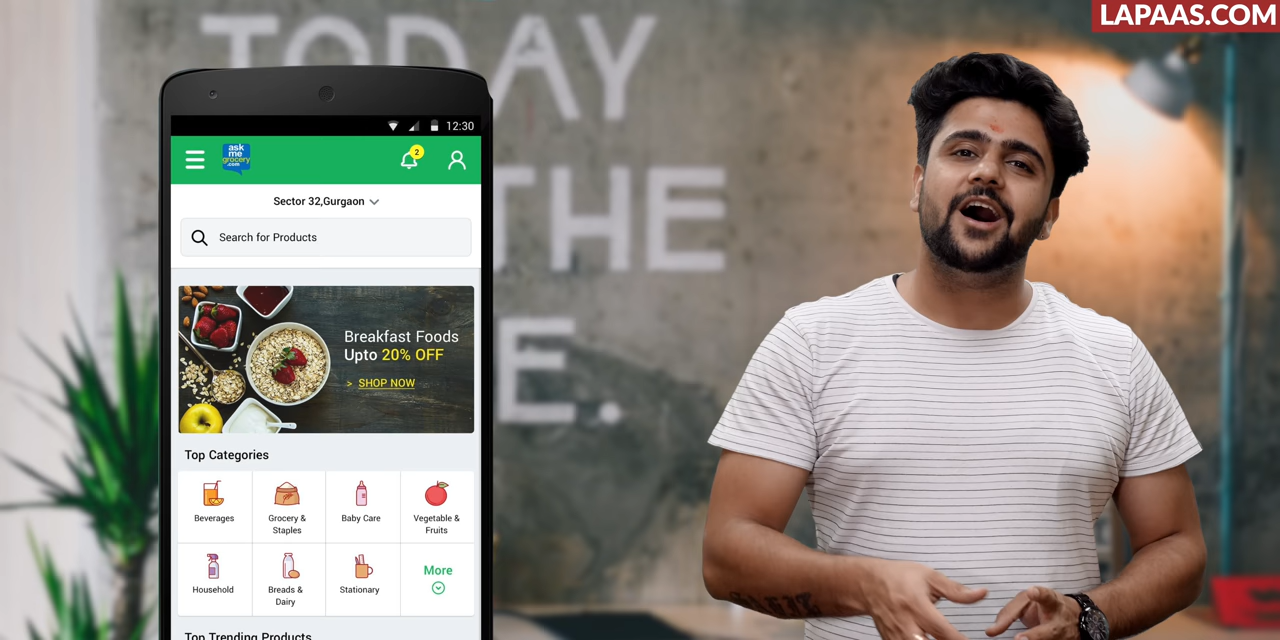 LAPAAS.COM
TODAY
THE
E.
12:30
ask
me
grocery
.com
2
Sector 32,Gurgaon
Search for Products
Breakfast Foods
Upto 20% OFF
> SHOP NOW
Top Categories
Beverages
Grocery &
Staples
Baby Care
Vegetable &
Fruits
Household
Breads &
Dairy
Stationary
More
Top Trending Products